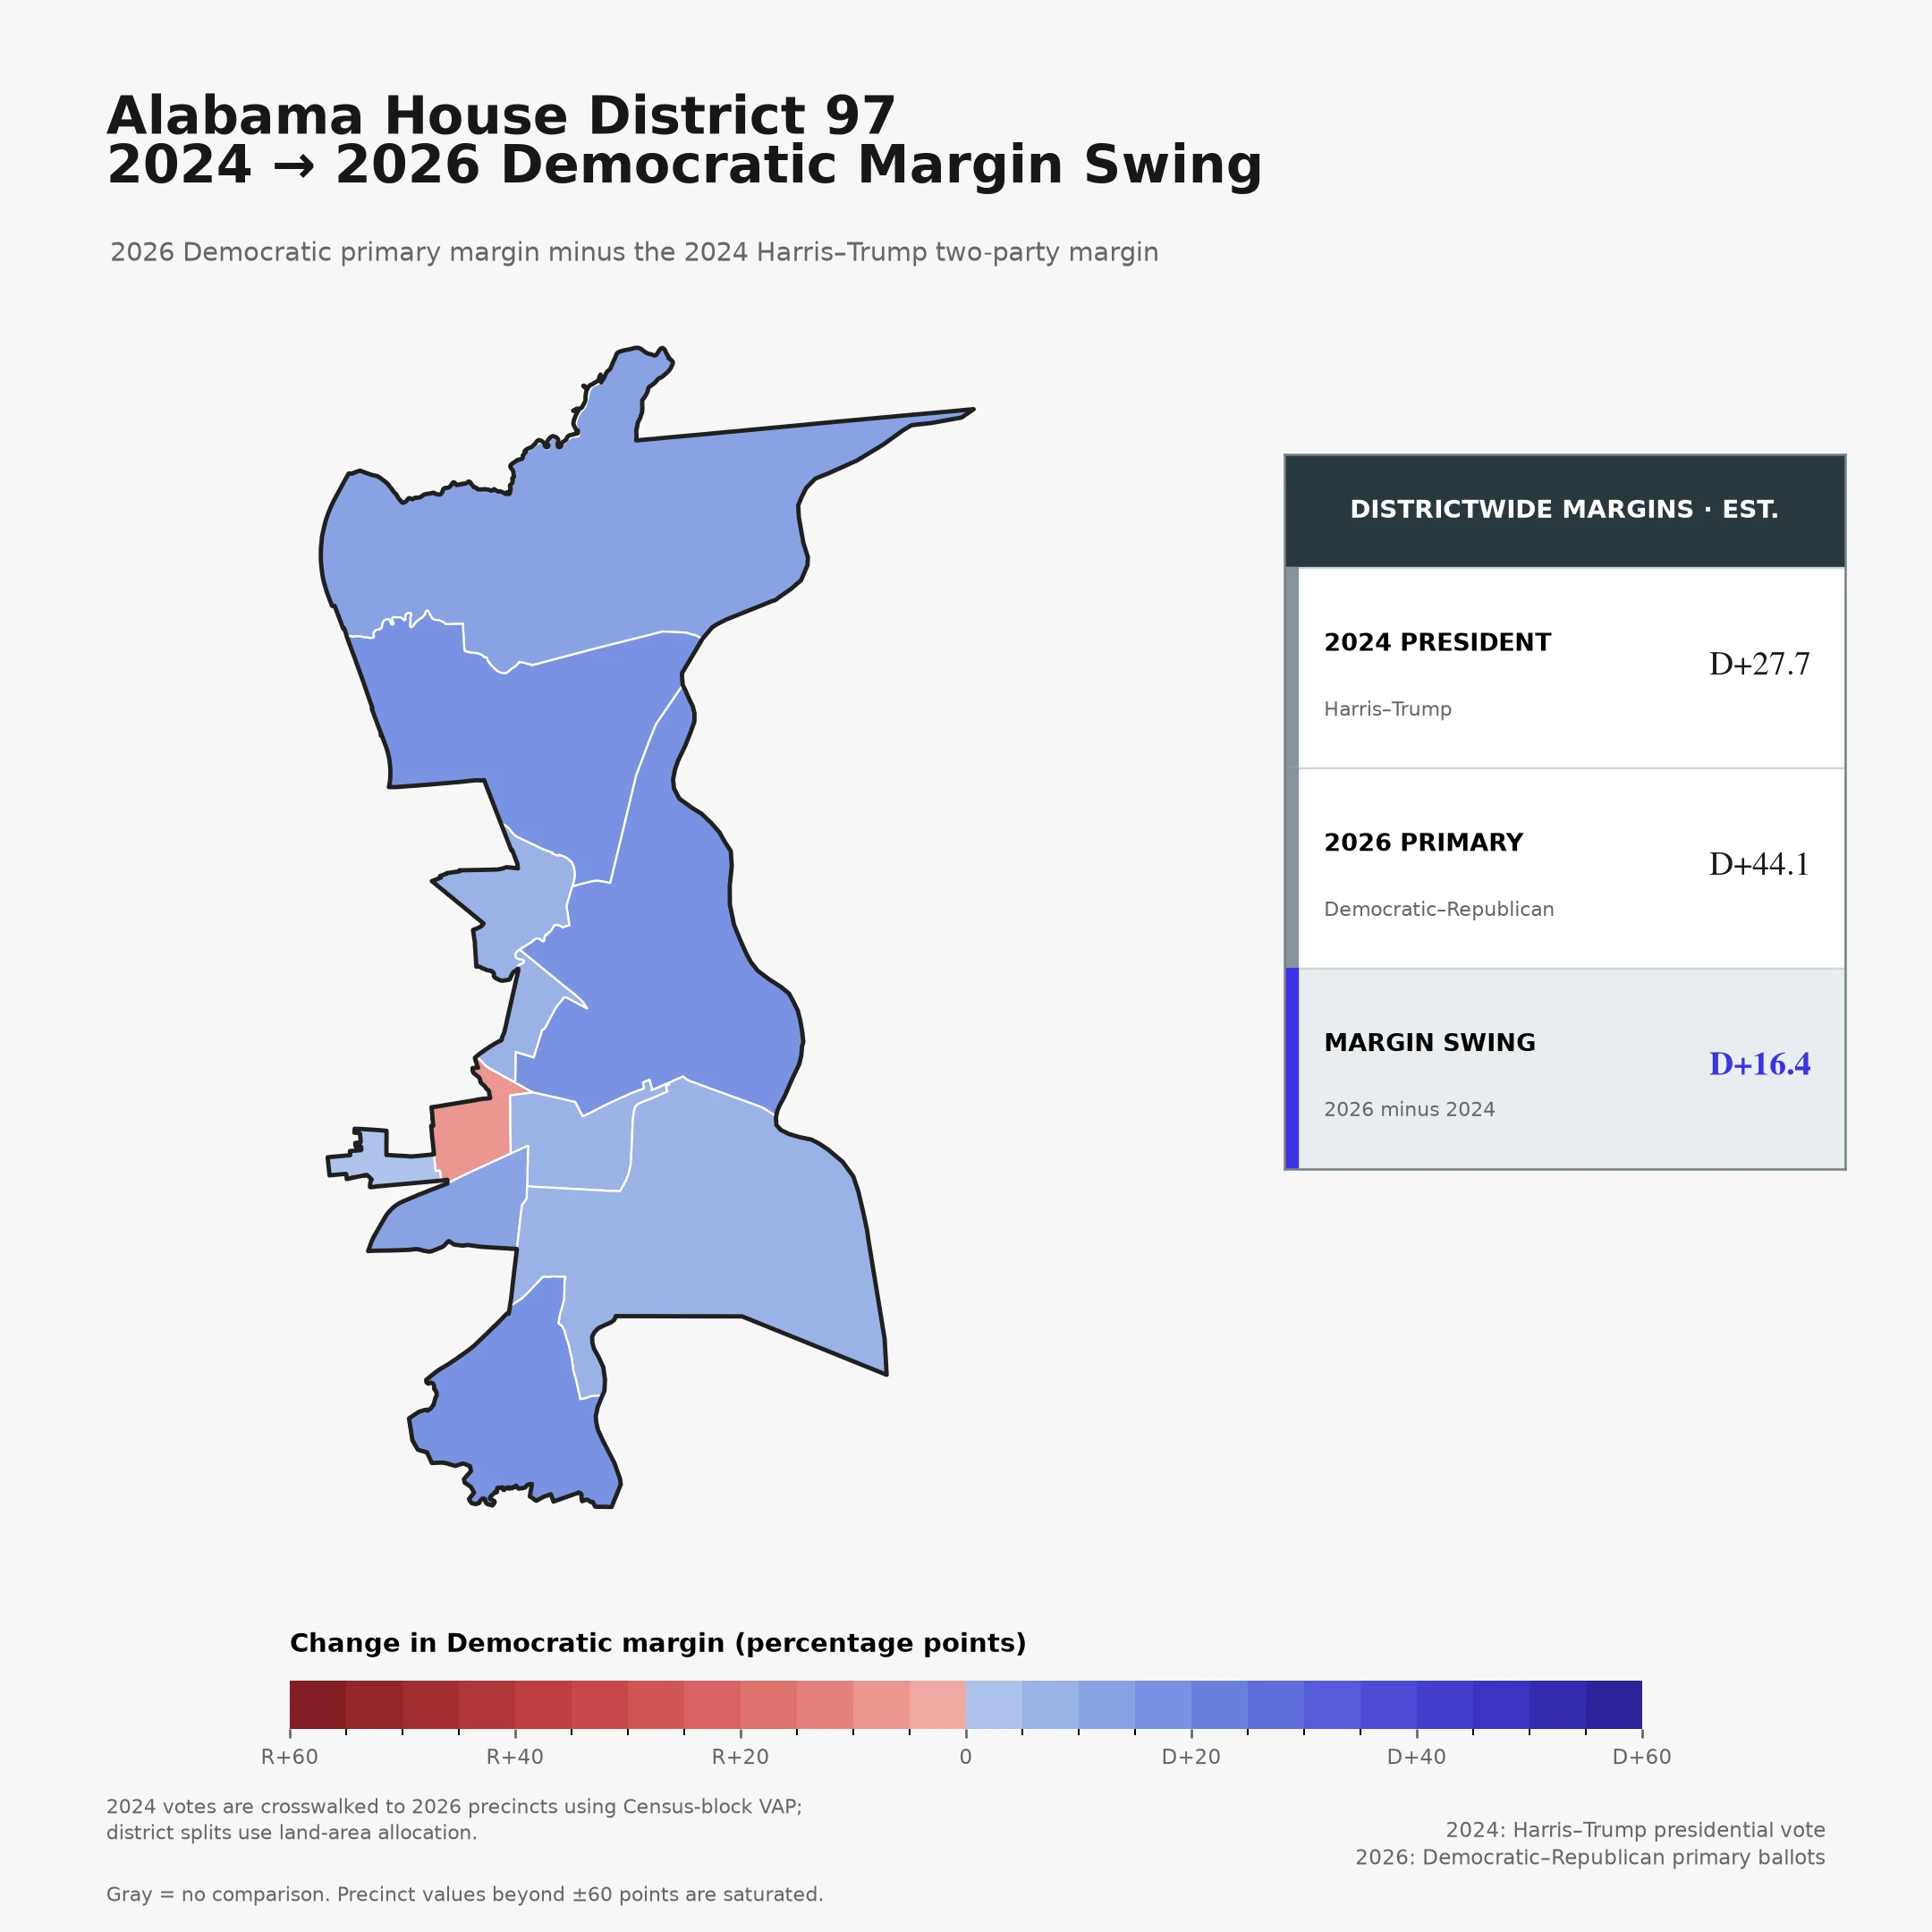 Alabama House District 97
2024 → 2026 Democratic Margin Swing
2026 Democratic primary margin minus the 2024 Harris–Trump two-party margin
DISTRICTWIDE MARGINS · EST.
2024 PRESIDENT
D+27.7
Harris–Trump
2026 PRIMARY
D+44.1
Democratic–Republican
MARGIN SWING
D+16.4
2026 minus 2024
Change in Democratic margin (percentage points)
R+60 R+40 R+20 0 D+20 D+40 D+60
2024 votes are crosswalked to 2026 precincts using Census-block VAP;
district splits use land-area allocation.
Gray = no comparison. Precinct values beyond ±60 points are saturated.
2024: Harris–Trump presidential vote
2026: Democratic–Republican primary ballots